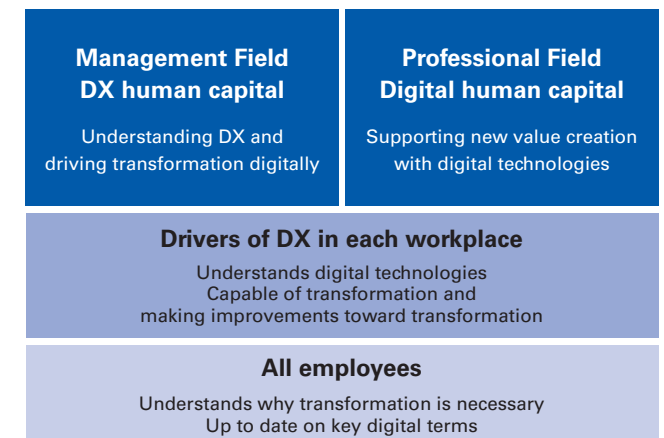 Management Field
DX human capital
Understanding DX and
driving transformation digitally
Professional Field
Digital human capital
Supporting new value creation
with digital technologies
Drivers of DX in each workplace
Understands digital technologies
Capable of transformation and
making improvements toward transformation
All employees
Understands why transformation is necessary
Up to date on key digital terms